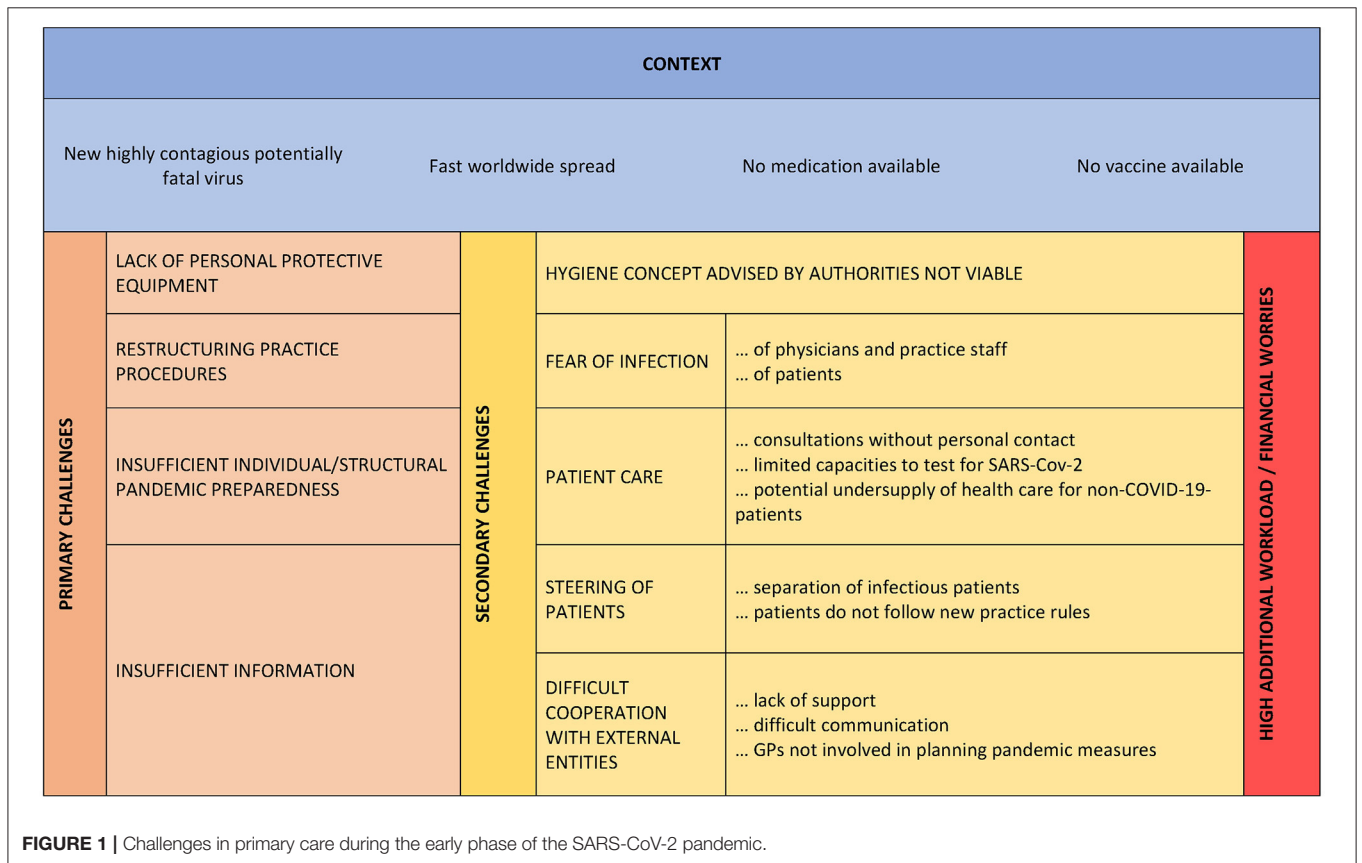 CONTEXT
New highly contagious potentially
fatal virus
Fast worldwide spread
No medication available
No vaccine available
PRIMARY CHALLENGES
LACK OF PERSONAL PROTECTIVE
EQUIPMENT
RESTRUCTURING PRACTICE
PROCEDURES
INSUFFICIENT INDIVIDUAL/STRUCTURAL
PANDEMIC PREPAREDNESS
INSUFFICIENT INFORMATION
SECONDARY CHALLENGES
HYGIENE CONCEPT ADVISED BY AUTHORITIES NOT VIABLE
FEAR OF INFECTION
... of physicians and practice staff
... of patients
PATIENT CARE
... consultations without personal contact
... limited capacities to test for SARS-Cov-2
... potential undersupply of health care for non-COVID-19-
patients
STEERING OF
PATIENTS
... separation of infectious patients
... patients do not follow new practice rules
DIFFICULT
COOPERATION
WITH EXTERNAL
ENTITIES
... lack of support
... difficult communication
... GPs not involved in planning pandemic measures
HIGH ADDITIONAL WORKLOAD / FINANCIAL WORRIES
FIGURE 1 | Challenges in primary care during the early phase of the SARS-CoV-2 pandemic.